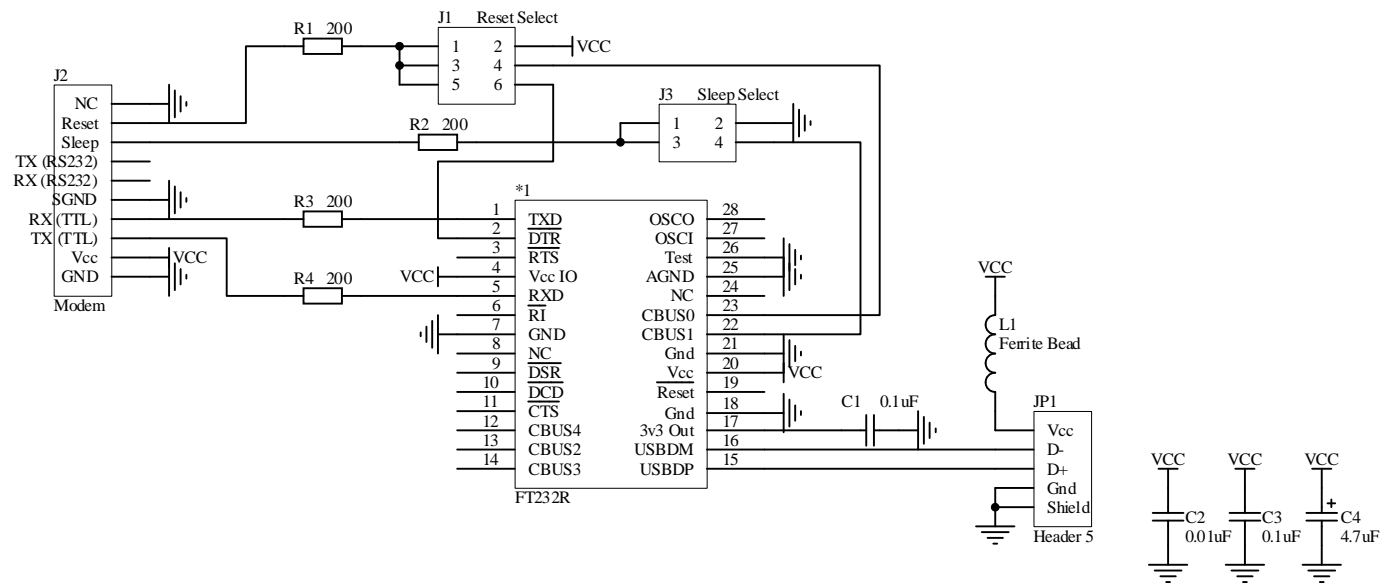 J1 Reset Select
R1 200
1 2
3 4
5 6
VCC
J2
NC
Reset
Sleep
TX (RS232)
RX (RS232)
SGND
RX (TTL)
TX (TTL)
Vcc
GND
Modem
VCC
J3 Sleep Select
1 2
3 4
R2 200
R3 200
R4 200
VCC
*1
1 TXD OSCO 28
2 DTR OSCI 27
3 RTS Test 26
4 Vcc IO AGND 25
5 RXD NC 24
6 RI CBUS0 23
7 GND CBUS1 22
8 NC Gnd 21
9 DSR Vcc 20
10 DCD Reset 19
11 CTS Gnd 18
12 CBUS4 3v3 Out 17
13 CBUS2 USBDM 16
14 CBUS3 USBDP 15
FT232R
VCC
C1 0.1uF
VCC
L1
Ferrite Bead
JP1
Vcc
D-
D+
Gnd
Shield
Header 5
VCC VCC VCC
+
C2 C3 C4
0.01uF 0.1uF 4.7uF